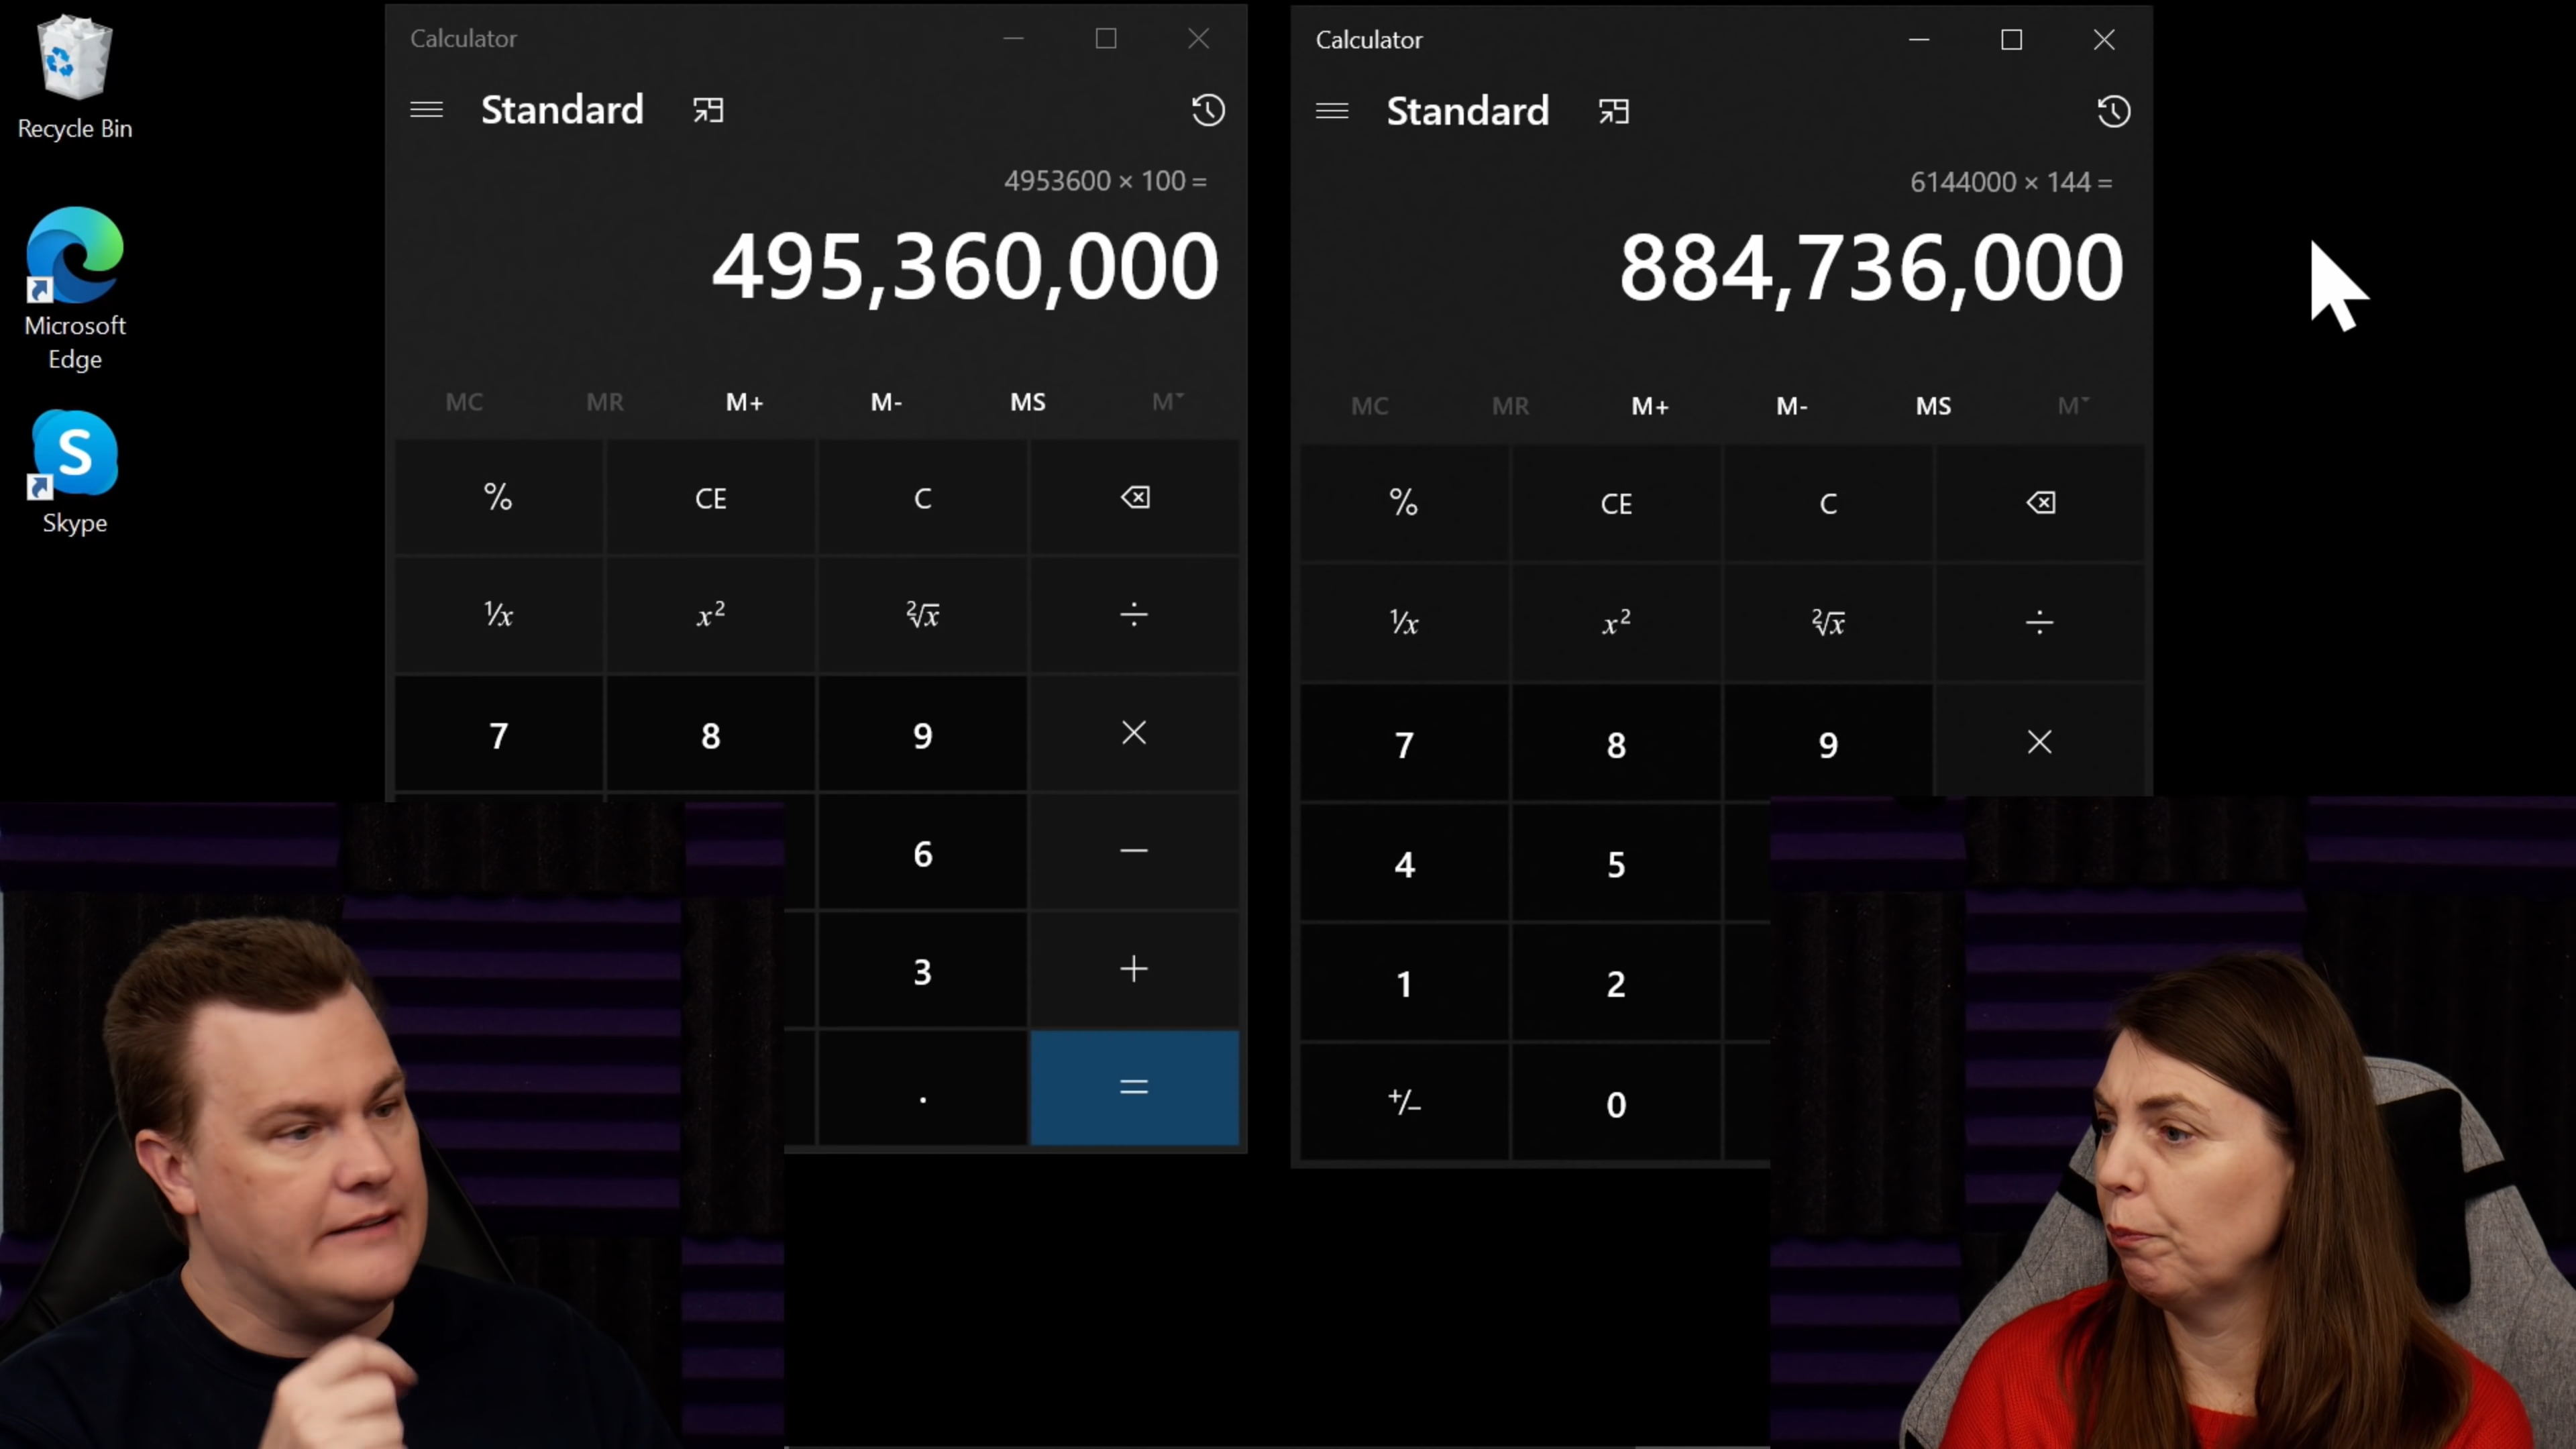 Recycle Bin
Microsoft
Edge
S
Skype
Calculator
Standard
4953600 × 100 =
495,360,000
MC MR M+ M- MS M˅
% CE C
¹/x x² ²√x ÷
7 8 9 ×
6 −
3 +
. =
Calculator
Standard
6144000 × 144 =
884,736,000
MC MR M+ M- MS M˅
% CE C
¹/x x² ²√x ÷
7 8 9 ×
4 5
1 2
+/− 0